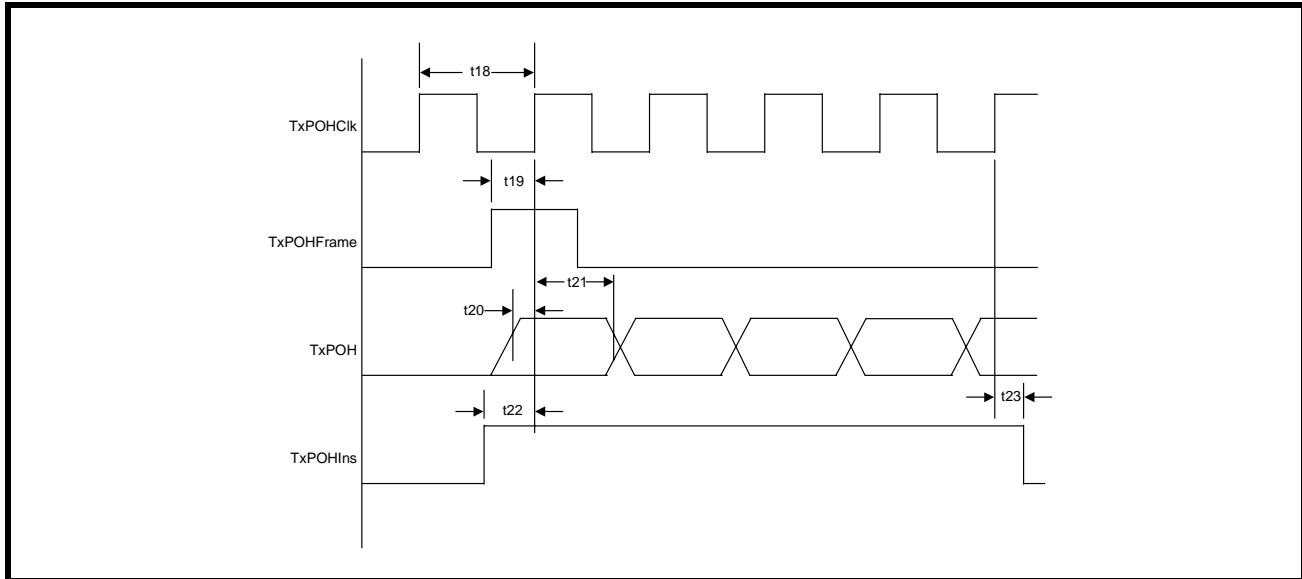 t18
TxPOHClk
t19
TxPOHFrame
t21
t20
TxPOH
t23
t22
TxPOHIns